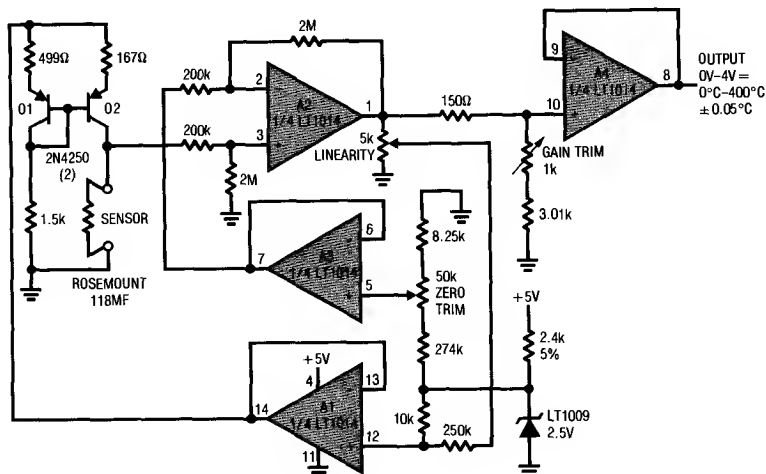 499Ω
167Ω
Q1
Q2
2N4250
(2)
1.5k
SENSOR
ROSEMOUNT
118MF
200k
200k
2M
2
3
A2
1/4 LT1014
1
2M
5k
LINEARITY
150Ω
9
10
A4
1/4 LT1014
8
OUTPUT
0V–4V =
0°C–400°C
± 0.05°C
GAIN TRIM
1k
3.01k
7
A3
1/4 LT1014
6
5
8.25k
50k
ZERO
TRIM
274k
+5V
2.4k
5%
LT1009
2.5V
10k
250k
14
+5V
4
A1
1/4 LT1014
11
13
12